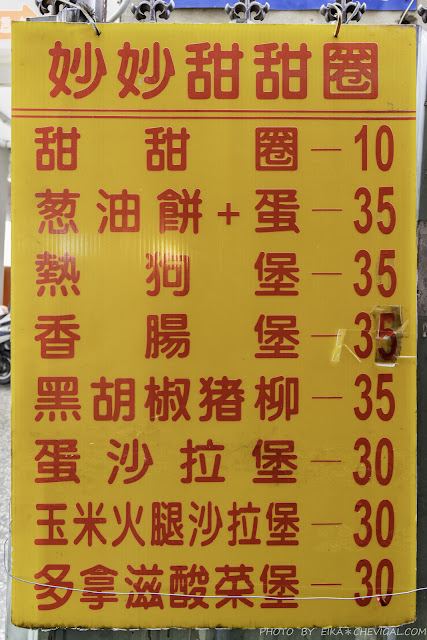 妙妙甜甜圈
甜甜圈－10
葱油餅+蛋－35
熱狗堡－35
香腸堡－35
黑胡椒猪柳－35
蛋沙拉堡－30
玉米火腿沙拉堡－30
多拿滋酸菜堡－30
PHOTO BY EIKA＊CHEVICAL.COM